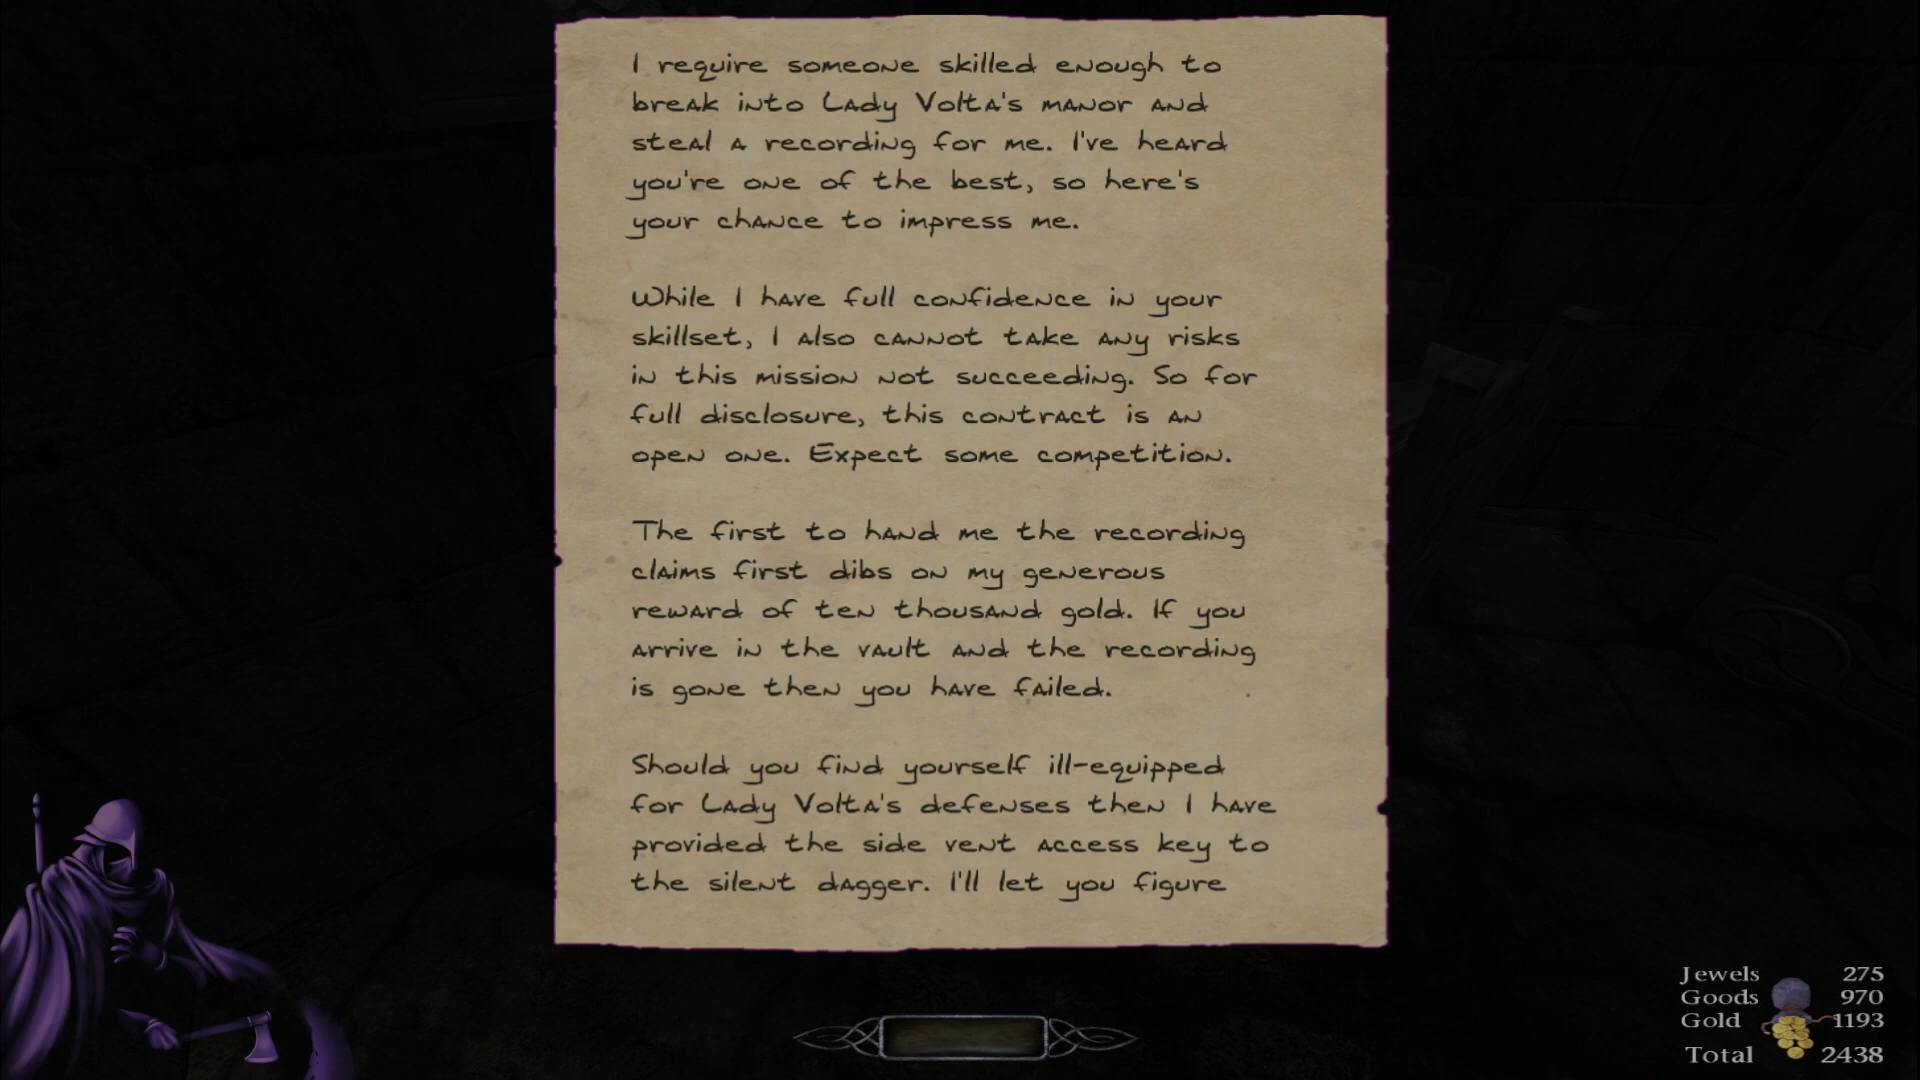 I require someone skilled enough to
break into Lady Volta's manor and
steal a recording for me. I've heard
you're one of the best, so here's
your chance to impress me.
While I have full confidence in your
skillset, I also cannot take any risks
in this mission not succeeding. So for
full disclosure, this contract is an
open one. Expect some competition.
The first to hand me the recording
claims first dibs on my generous
reward of ten thousand gold. If you
arrive in the vault and the recording
is gone then you have failed.
Should you find yourself ill-equipped
for Lady Volta's defenses then I have
provided the side vent access key to
the silent dagger. I'll let you figure
Jewels 275
Goods 970
Gold 1193
Total 2438